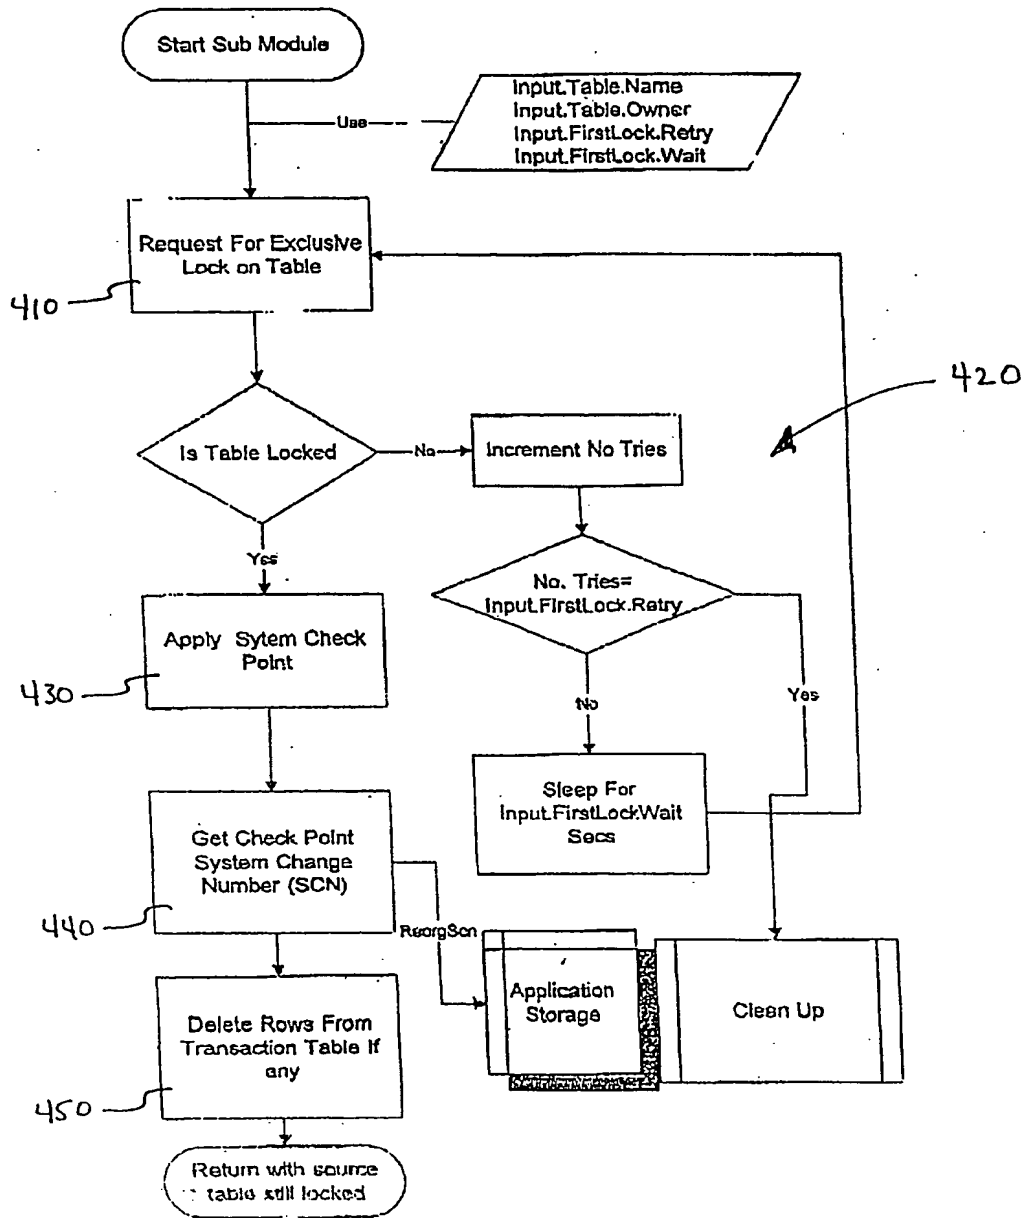 Start Sub Module
Input.Table.Name
Input.Table.Owner
Input.FirstLock.Retry
Input.FirstLock.Wait
Use
Request For Exclusive
Lock on Table
410
420
Is Table Locked
No
Increment No Tries
Yes
No. Tries=
Input.FirstLock.Retry
Apply Sytem Check
Point
430
No
Yes
Sleep For
Input.FirstLock.Wait
Secs
Get Check Point
System Change
Number (SCN)
440
ReorgScn
Application
Storage
Clean Up
Delete Rows From
Transaction Table If
any
450
Return with source
table still locked